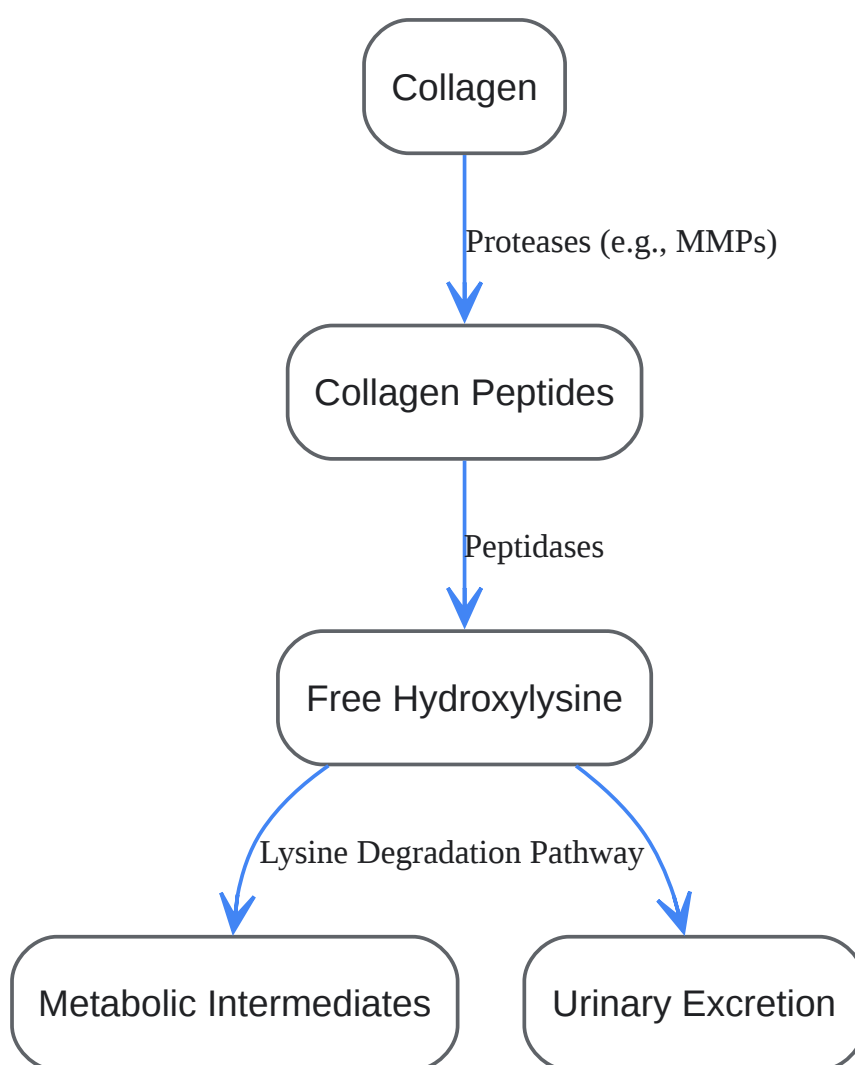 Collagen
Proteases (e.g., MMPs)
Collagen Peptides
Peptidases
Free Hydroxylysine
Lysine Degradation Pathway
Metabolic Intermediates
Urinary Excretion